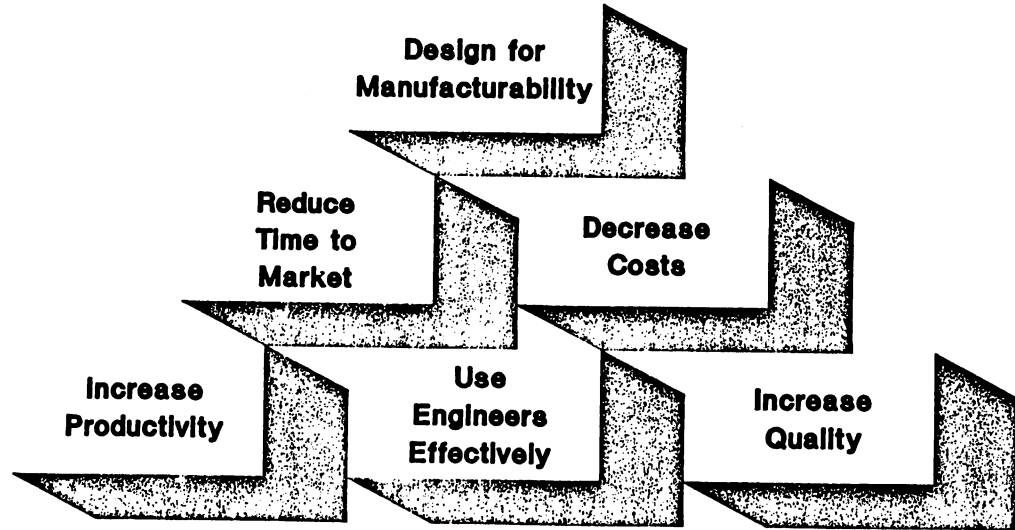 Design for
Manufacturability
Reduce
Time to
Market
Decrease
Costs
Increase
Productivity
Use
Engineers
Effectively
Increase
Quality